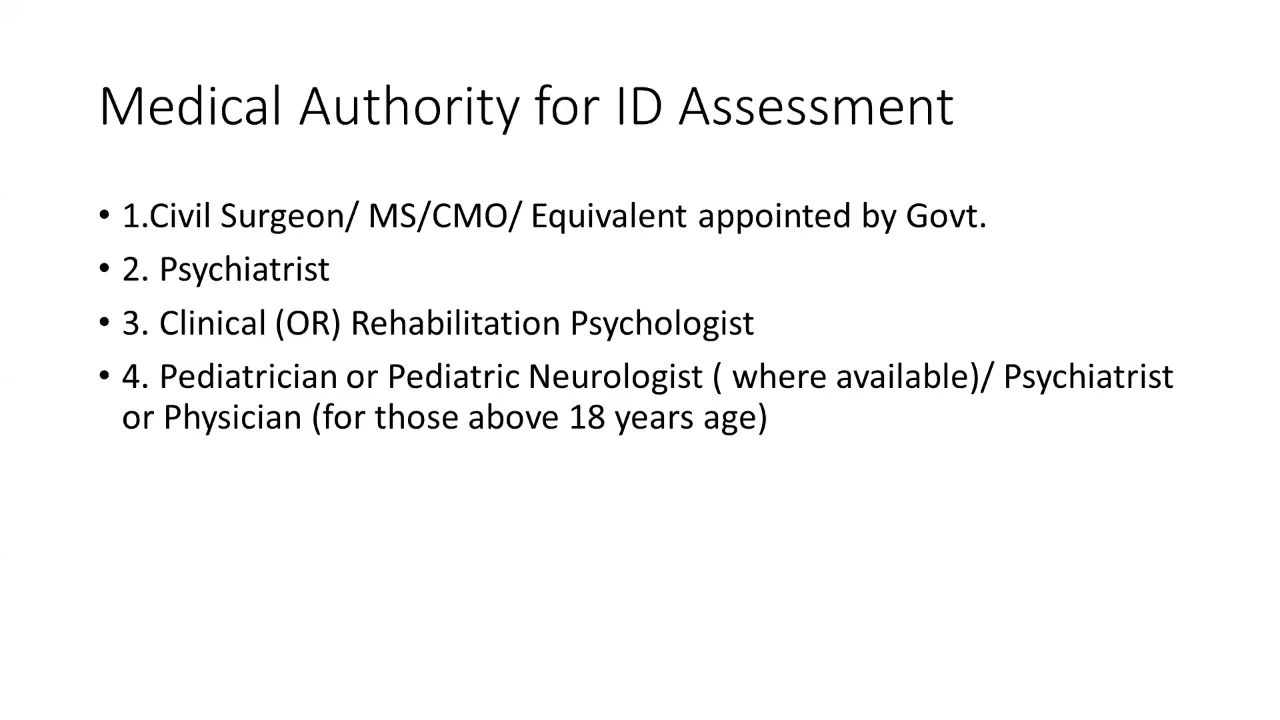 Medical Authority for ID Assessment
• 1.Civil Surgeon/ MS/CMO/ Equivalent appointed by Govt.
• 2. Psychiatrist
• 3. Clinical (OR) Rehabilitation Psychologist
• 4. Pediatrician or Pediatric Neurologist ( where available)/ Psychiatrist
or Physician (for those above 18 years age)